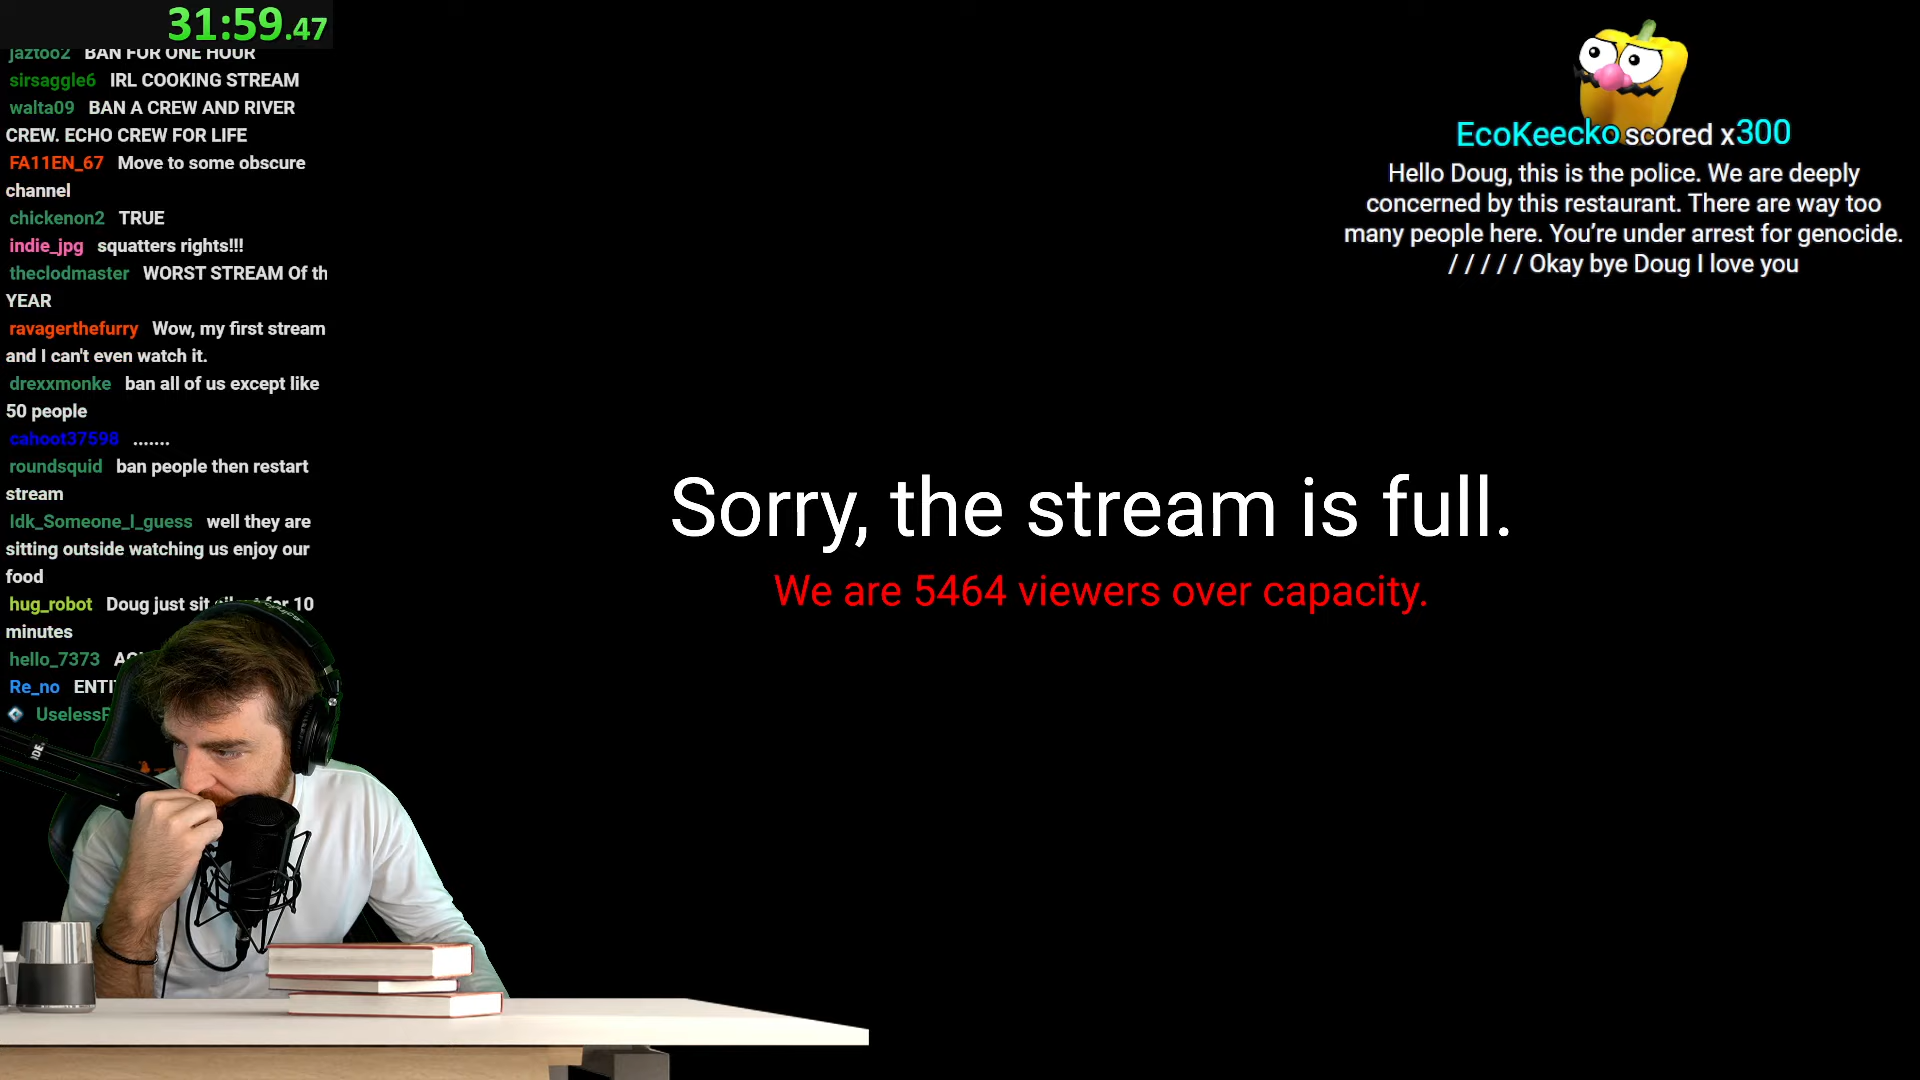 31:59.47
jaztoo2 BAN FOR ONE HOUR
sirsaggle6 IRL COOKING STREAM
walta09 BAN A CREW AND RIVER
CREW. ECHO CREW FOR LIFE
FA11EN_67 Move to some obscure
channel
chickenon2 TRUE
indie_jpg squatters rights!!!
theclodmaster WORST STREAM Of th
YEAR
ravagerthefurry Wow, my first stream
and I can't even watch it.
drexxmonke ban all of us except like
50 people
cahoot37598 .......
roundsquid ban people then restart
stream
Idk_Someone_I_guess well they are
sitting outside watching us enjoy our
food
hug_robot Doug just sit for 10
minutes
hello_7373
Re_no
EcoKeecko scored x300
Hello Doug, this is the police. We are deeply
concerned by this restaurant. There are way too
many people here. You’re under arrest for genocide.
/ / / / / Okay bye Doug I love you
Sorry, the stream is full.
We are 5464 viewers over capacity.